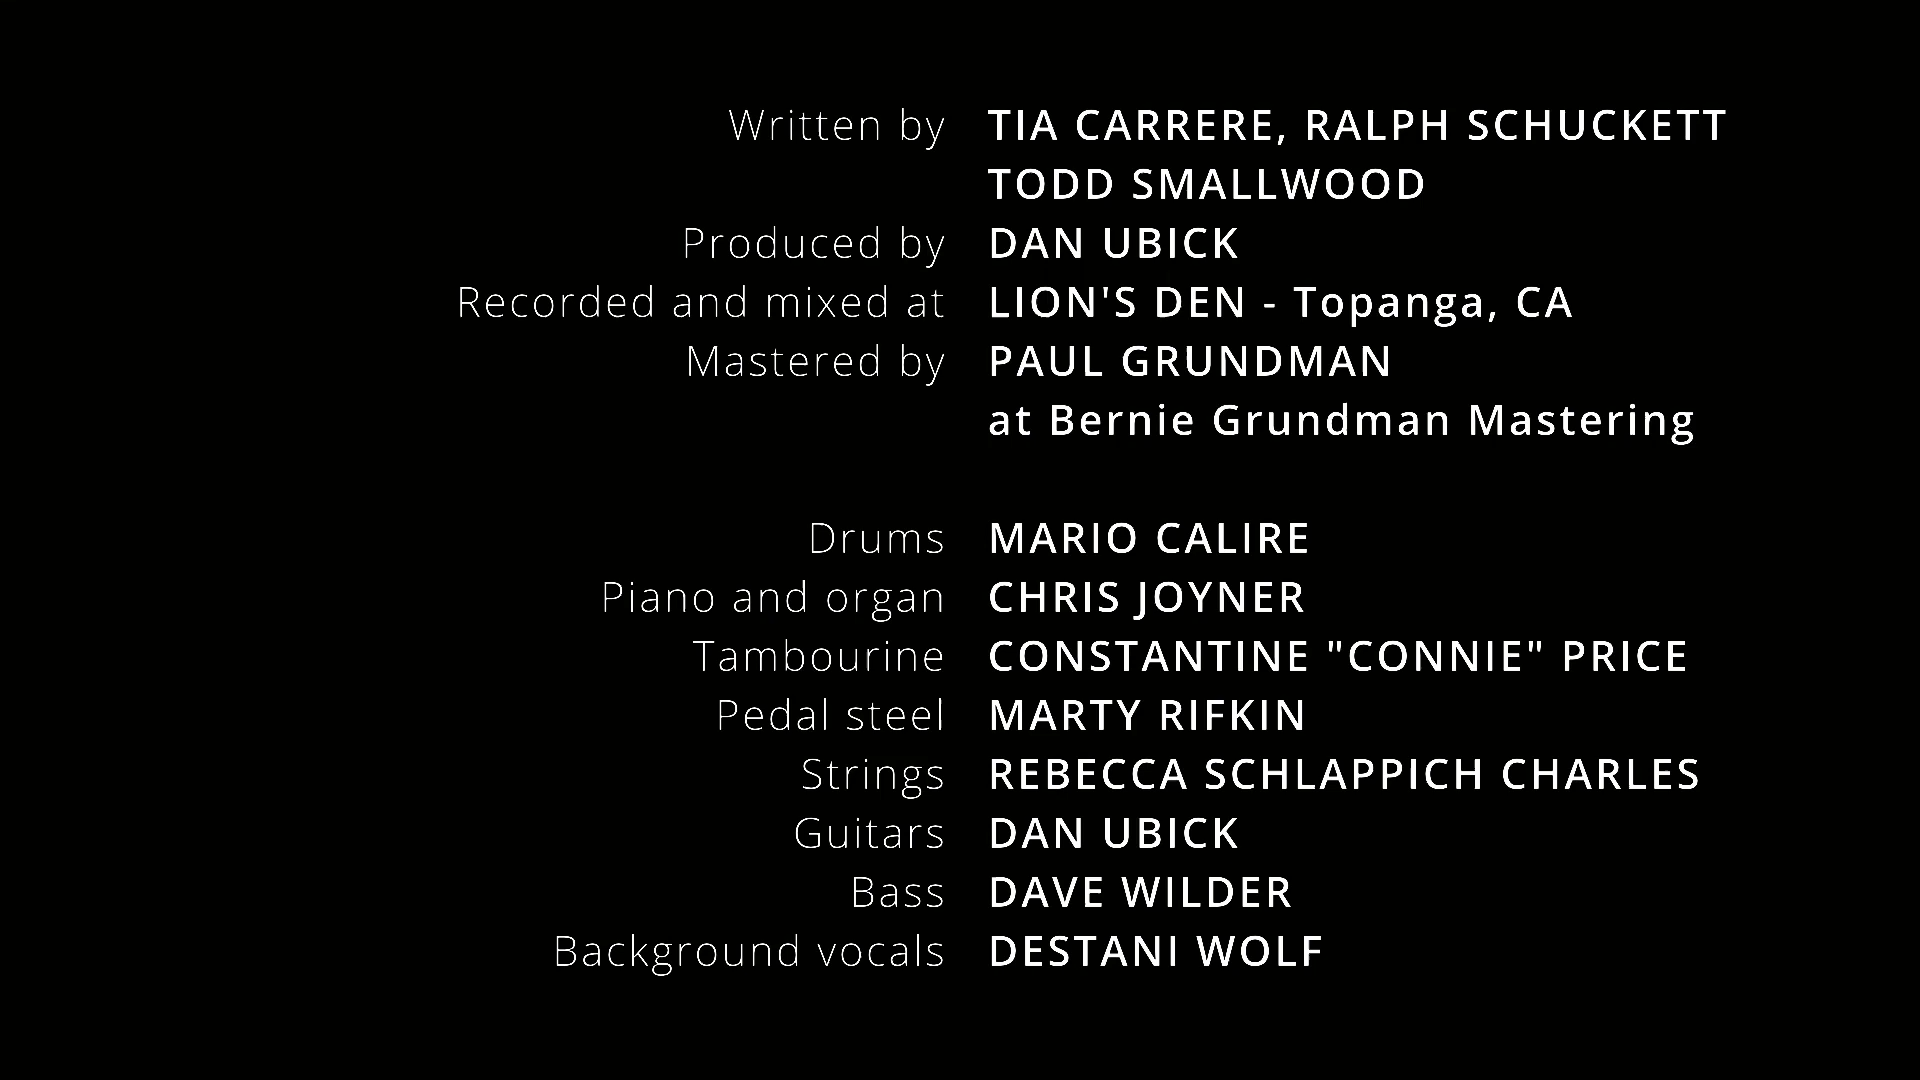 Written by TIA CARRERE, RALPH SCHUCKETT
TODD SMALLWOOD
Produced by DAN UBICK
Recorded and mixed at LION'S DEN - Topanga, CA
Mastered by PAUL GRUNDMAN
at Bernie Grundman Mastering
Drums MARIO CALIRE
Piano and organ CHRIS JOYNER
Tambourine CONSTANTINE "CONNIE" PRICE
Pedal steel MARTY RIFKIN
Strings REBECCA SCHLAPPICH CHARLES
Guitars DAN UBICK
Bass DAVE WILDER
Background vocals DESTANI WOLF